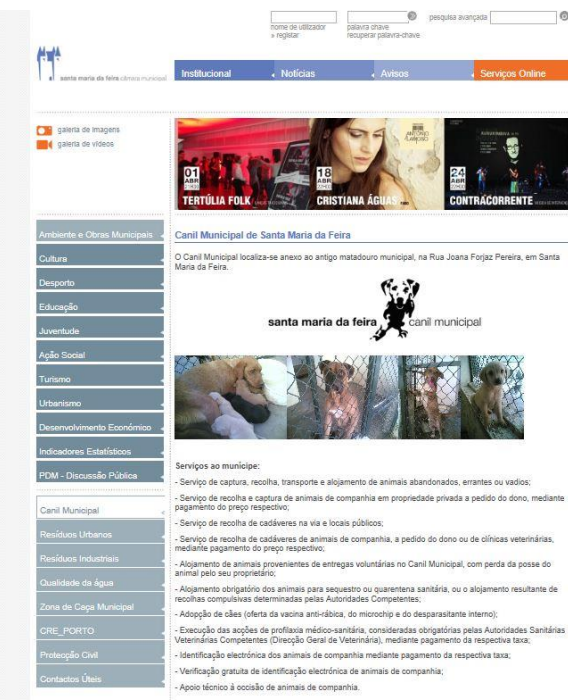 pesquisa avançada
nome de utilizador
palavra chave
» registar
recuperar palavra-chave
santa maria da feira câmara municipal
Institucional
Notícias
Avisos
Serviços Online
galeria de imagens
galeria de vídeos
01
ABR
TERTÚLIA FOLK
18
ABR
CRISTIANA ÁGUAS
24
ABR
CONTRACORRENTE
Ambiente e Obras Municipais
Cultura
Desporto
Educação
Juventude
Ação Social
Turismo
Urbanismo
Desenvolvimento Económico
Indicadores Estatísticos
PDM - Discussão Pública
Canil Municipal
Resíduos Urbanos
Resíduos Industriais
Qualidade da água
Zona de Caça Municipal
CRE_PORTO
Protecção Civil
Contactos Úteis
Canil Municipal de Santa Maria da Feira
O Canil Municipal localiza-se anexo ao antigo matadouro municipal, na Rua Joana Forjaz Pereira, em Santa
Maria da Feira.
santa maria da feira canil municipal
Serviços ao munícipe:
- Serviço de captura, recolha, transporte e alojamento de animais abandonados, errantes ou vadios;
- Serviço de recolha e captura de animais de companhia em propriedade privada a pedido do dono, mediante
pagamento do preço respectivo;
- Serviço de recolha de cadáveres na via e locais públicos;
- Serviço de recolha de cadáveres de animais de companhia, a pedido do dono ou de clínicas veterinárias,
mediante pagamento do preço respectivo;
- Alojamento de animais provenientes de entregas voluntárias no Canil Municipal, com perda da posse do
animal pelo seu proprietário;
- Alojamento obrigatório dos animais para sequestro ou quarentena sanitária, ou o alojamento resultante de
recolhas compulsivas determinadas pelas Autoridades Competentes;
- Adopção de cães (oferta da vacina anti-rábica, do microchip e do desparasitante interno);
- Execução das acções de profilaxia médico-sanitária, consideradas obrigatórias pelas Autoridades Sanitárias
Veterinárias Competentes (Direcção Geral de Veterinária), mediante pagamento da respectiva taxa;
- Identificação electrónica dos animais de companhia mediante pagamento da respectiva taxa;
- Verificação gratuita de identificação electrónica de animais de companhia;
- Apoio técnico à occisão de animais de companhia.